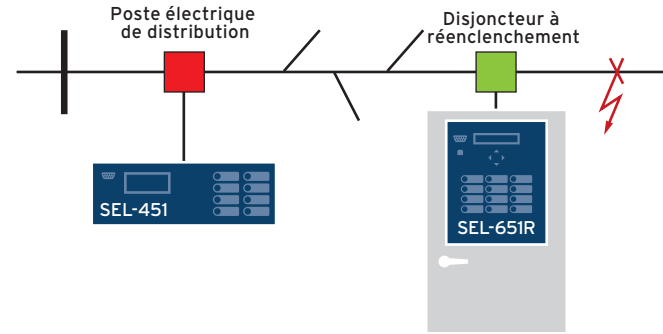 Poste électrique
de distribution
Disjoncteur à
réenclenchement
SEL-451
SEL-651R